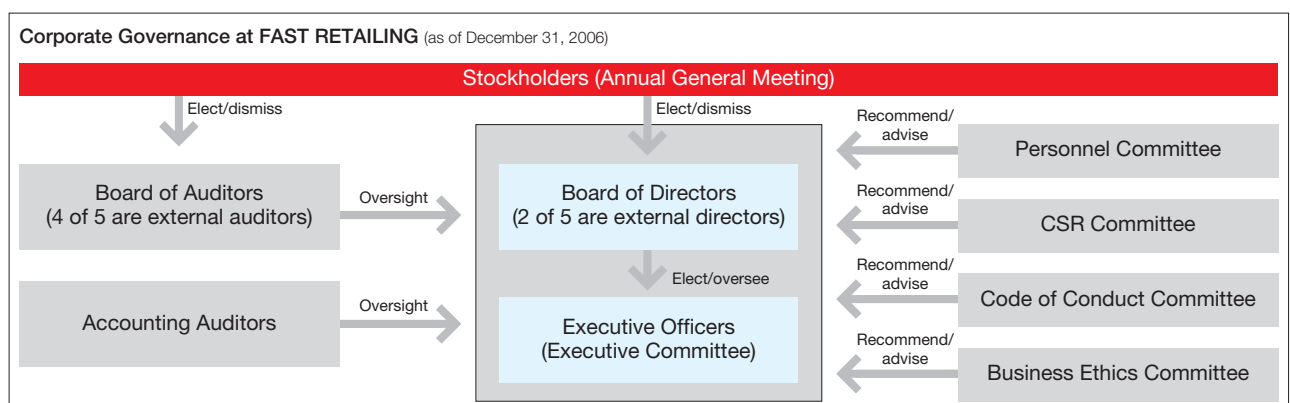 Corporate Governance at FAST RETAILING (as of December 31, 2006)
Stockholders (Annual General Meeting)
Elect/dismiss
Elect/dismiss
Recommend/
advise
Personnel Committee
Board of Auditors
(4 of 5 are external auditors)
Oversight
Board of Directors
(2 of 5 are external directors)
Recommend/
advise
CSR Committee
Elect/oversee
Recommend/
advise
Code of Conduct Committee
Accounting Auditors
Oversight
Executive Officers
(Executive Committee)
Recommend/
advise
Business Ethics Committee